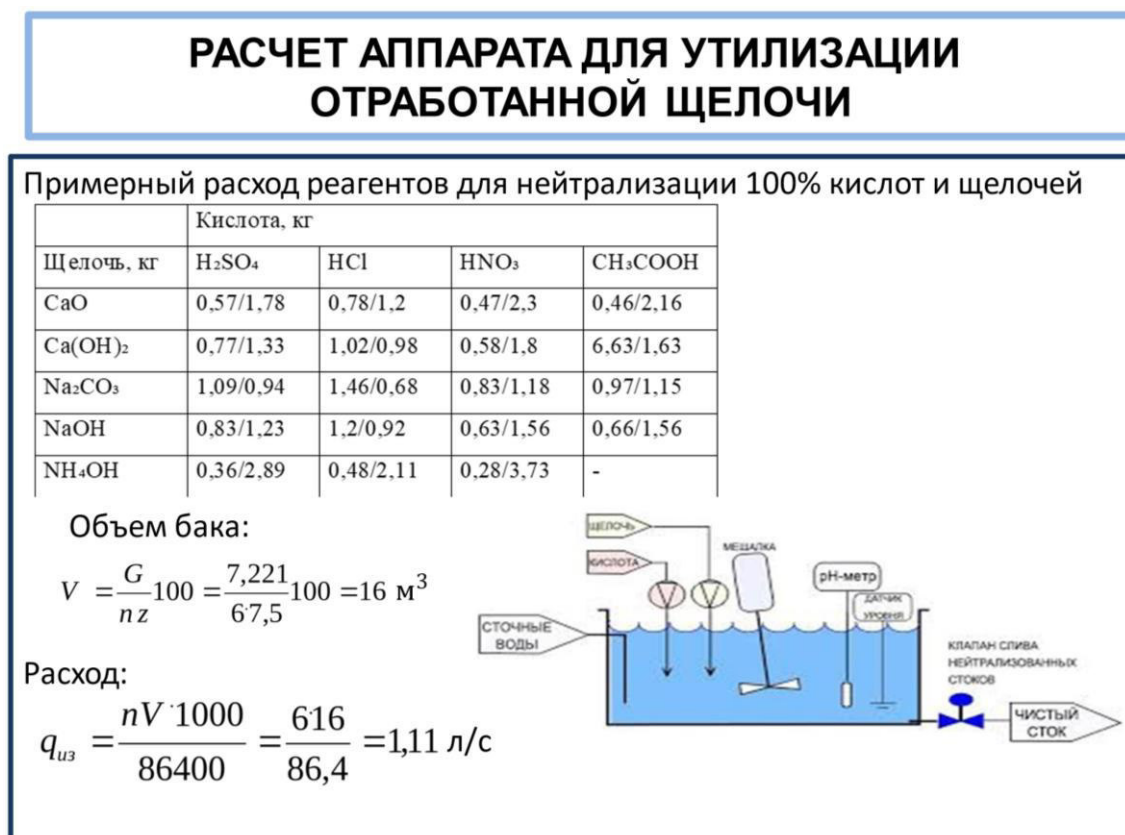 РАСЧЕТ АППАРАТА ДЛЯ УТИЛИЗАЦИИ
ОТРАБОТАННОЙ ЩЕЛОЧИ
Примерный расход реагентов для нейтрализации 100% кислот и щелочей
Кислота, кг
Щелочь, кг H₂SO₄ HCl HNO₃ CH₃COOH
CaO 0,57/1,78 0,78/1,2 0,47/2,3 0,46/2,16
Ca(OH)₂ 0,77/1,33 1,02/0,98 0,58/1,8 6,63/1,63
Na₂CO₃ 1,09/0,94 1,46/0,68 0,83/1,18 0,97/1,15
NaOH 0,83/1,23 1,2/0,92 0,63/1,56 0,66/1,56
NH₄OH 0,36/2,89 0,48/2,11 0,28/3,73 -
Объем бака:
V = G/(n z) 100 = 7,221/(6·7,5) 100 = 16 м³
Расход:
qиз = (nV·1000)/86400 = (6·16)/86,4 = 1,11 л/с
ЩЕЛОЧЬ
КИСЛОТА
МЕШАЛКА
pH-метр
ДАТЧИК
УРОВНЯ
СТОЧНЫЕ
ВОДЫ
КЛАПАН СЛИВА
НЕЙТРАЛИЗОВАННЫХ
СТОКОВ
ЧИСТЫЙ
СТОК